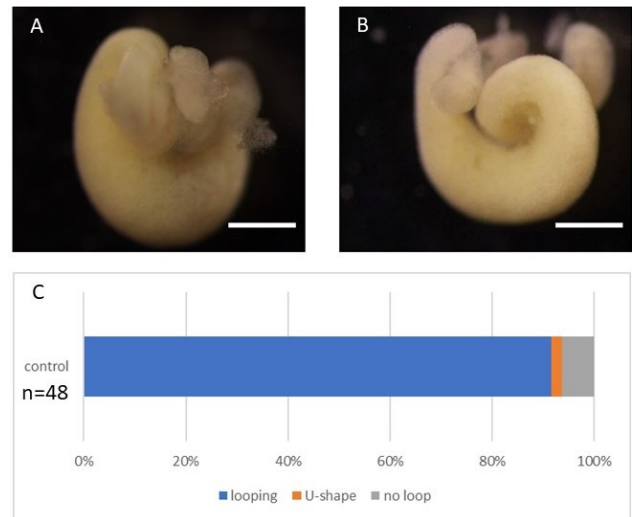 A
B
C
control
n=48
0% 20% 40% 60% 80% 100%
looping U-shape no loop